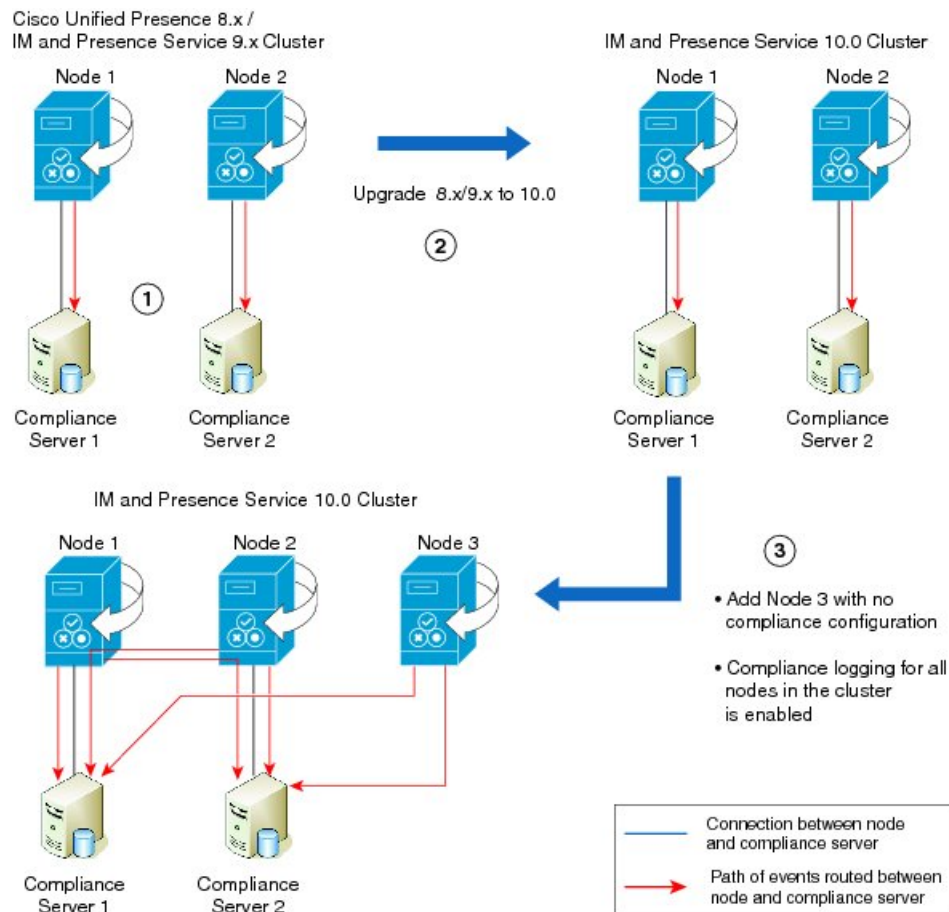 Cisco Unified Presence 8.x /
IM and Presence Service 9.x Cluster
Node 1
Node 2
Upgrade 8.x/9.x to 10.0
2
IM and Presence Service 10.0 Cluster
Node 1
Node 2
1
Compliance
Server 1
Compliance
Server 2
Compliance
Server 1
Compliance
Server 2
IM and Presence Service 10.0 Cluster
Node 1
Node 2
Node 3
3
• Add Node 3 with no
compliance configuration
• Compliance logging for all
nodes in the cluster
is enabled
Compliance
Server 1
Compliance
Server 2
Connection between node
and compliance server
Path of events routed between
node and compliance server